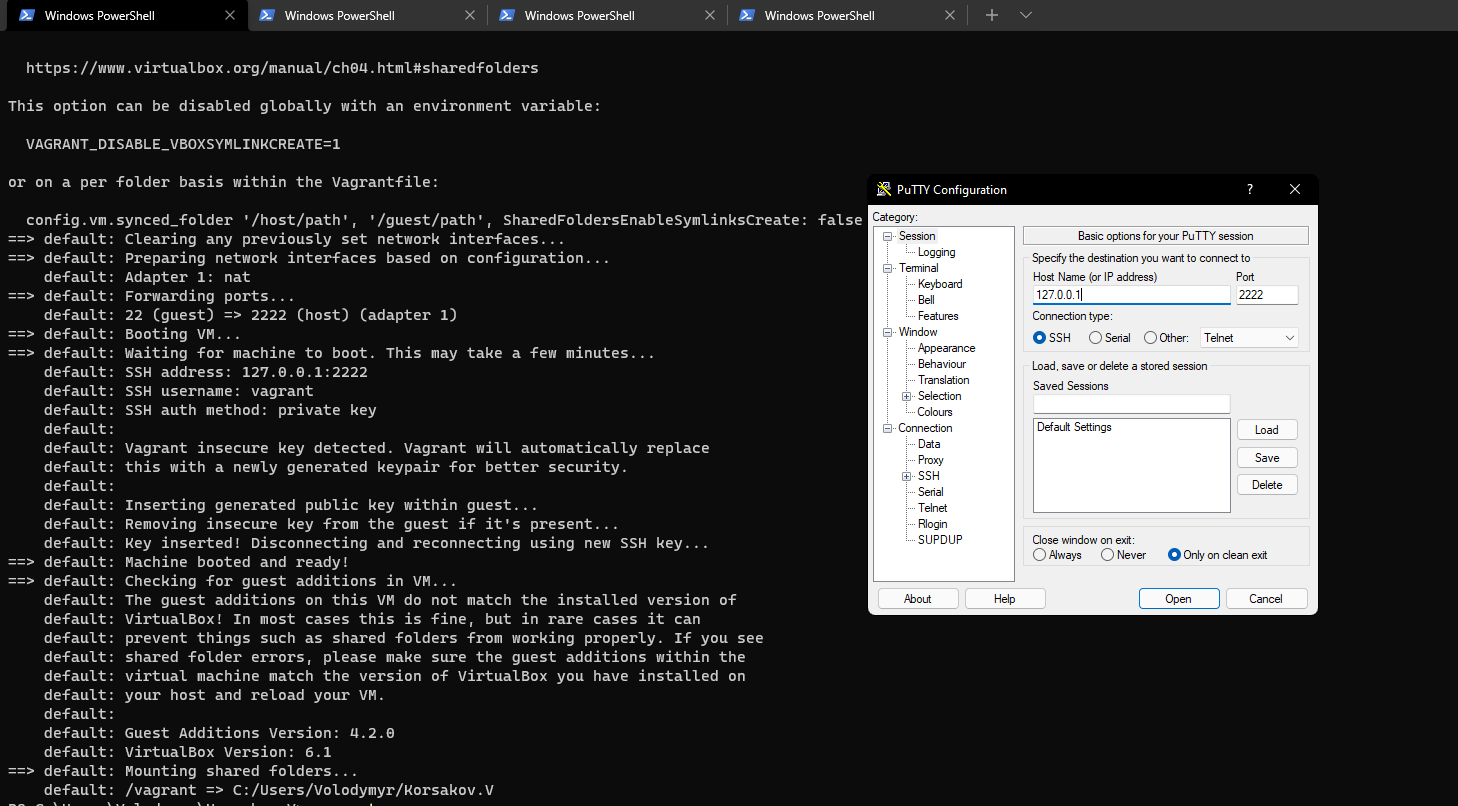 Windows PowerShell
Windows PowerShell
Windows PowerShell
Windows PowerShell
https://www.virtualbox.org/manual/ch04.html#sharedfolders
This option can be disabled globally with an environment variable:
VAGRANT_DISABLE_VBOXSYMLINKCREATE=1
or on a per folder basis within the Vagrantfile:
config.vm.synced_folder '/host/path', '/guest/path', SharedFoldersEnableSymlinksCreate: false
==> default: Clearing any previously set network interfaces...
==> default: Preparing network interfaces based on configuration...
default: Adapter 1: nat
==> default: Forwarding ports...
default: 22 (guest) => 2222 (host) (adapter 1)
==> default: Booting VM...
==> default: Waiting for machine to boot. This may take a few minutes...
default: SSH address: 127.0.0.1:2222
default: SSH username: vagrant
default: SSH auth method: private key
default:
default: Vagrant insecure key detected. Vagrant will automatically replace
default: this with a newly generated keypair for better security.
default:
default: Inserting generated public key within guest...
default: Removing insecure key from the guest if it's present...
default: Key inserted! Disconnecting and reconnecting using new SSH key...
==> default: Machine booted and ready!
==> default: Checking for guest additions in VM...
default: The guest additions on this VM do not match the installed version of
default: VirtualBox! In most cases this is fine, but in rare cases it can
default: prevent things such as shared folders from working properly. If you see
default: shared folder errors, please make sure the guest additions within the
default: virtual machine match the version of VirtualBox you have installed on
default: your host and reload your VM.
default:
default: Guest Additions Version: 4.2.0
default: VirtualBox Version: 6.1
==> default: Mounting shared folders...
default: /vagrant => C:/Users/Volodymyr/Korsakov.V
PuTTY Configuration
?
Category:
Session
Logging
Terminal
Keyboard
Bell
Features
Window
Appearance
Behaviour
Translation
Selection
Colours
Connection
Data
Proxy
SSH
Serial
Telnet
Rlogin
SUPDUP
Basic options for your PuTTY session
Specify the destination you want to connect to
Host Name (or IP address) Port
127.0.0.1 2222
Connection type:
SSH Serial Other: Telnet
Load, save or delete a stored session
Saved Sessions
Default Settings
Load
Save
Delete
Close window on exit:
Always Never Only on clean exit
About Help Open Cancel